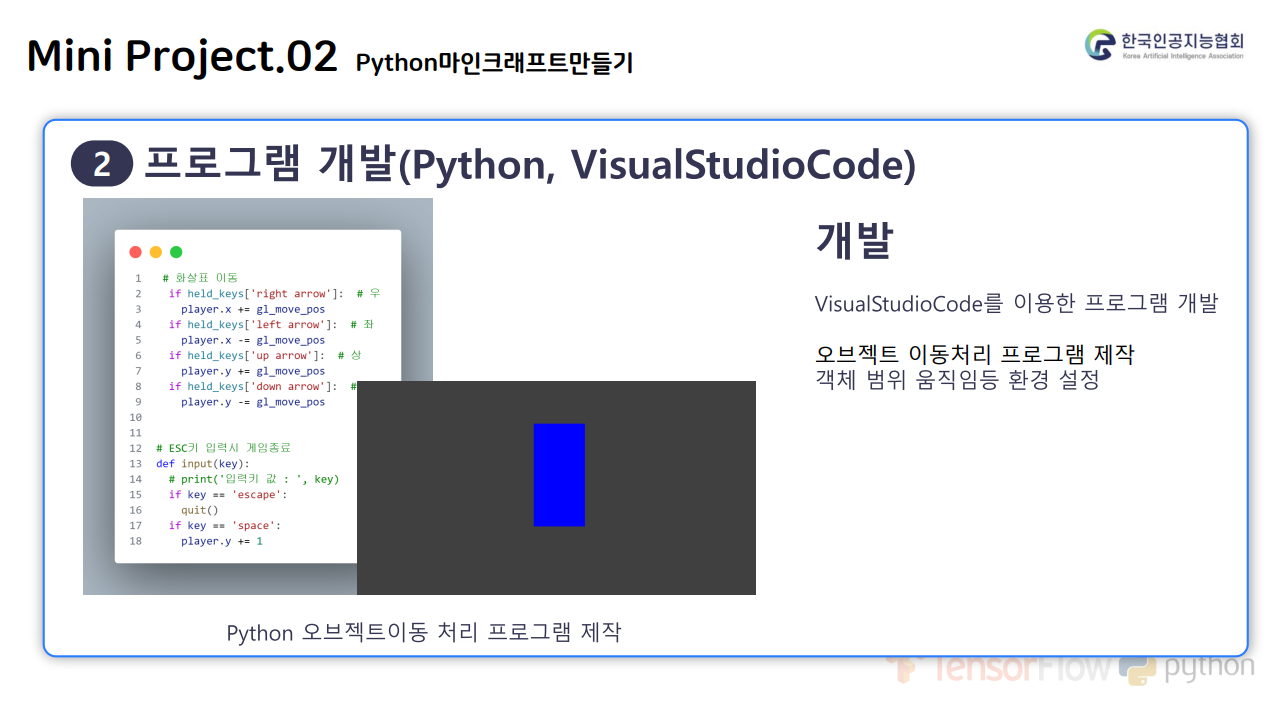 Mini Project.02 Python마인크래프트만들기
한국인공지능협회
Korea Artificial Intelligence Association
2 프로그램 개발(Python, VisualStudioCode)
1 # 화살표 이동
2 if held_keys['right arrow']: # 우
3 player.x += gl_move_pos
4 if held_keys['left arrow']: # 좌
5 player.x -= gl_move_pos
6 if held_keys['up arrow']: # 상
7 player.y += gl_move_pos
8 if held_keys['down arrow']: #
9 player.y -= gl_move_pos
10
11
12 # ESC키 입력시 게임종료
13 def input(key):
14 # print('입력키 값 : ', key)
15 if key == 'escape':
16 quit()
17 if key == 'space':
18 player.y += 1
Python 오브젝트이동 처리 프로그램 제작
개발
VisualStudioCode를 이용한 프로그램 개발
오브젝트 이동처리 프로그램 제작
객체 범위 움직임등 환경 설정
TensorFlow python